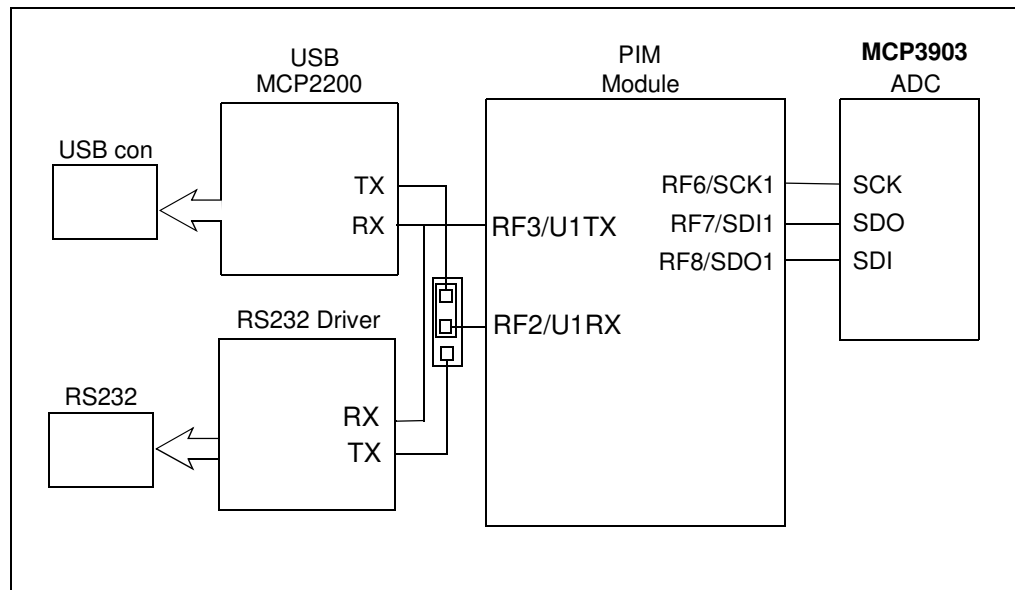 USB
MCP2200
PIM
Module
MCP3903
ADC
USB con
TX
RX
RF3/U1TX
RF2/U1RX
RF6/SCK1
RF7/SDI1
RF8/SDO1
SCK
SDO
SDI
RS232 Driver
RS232
RX
TX